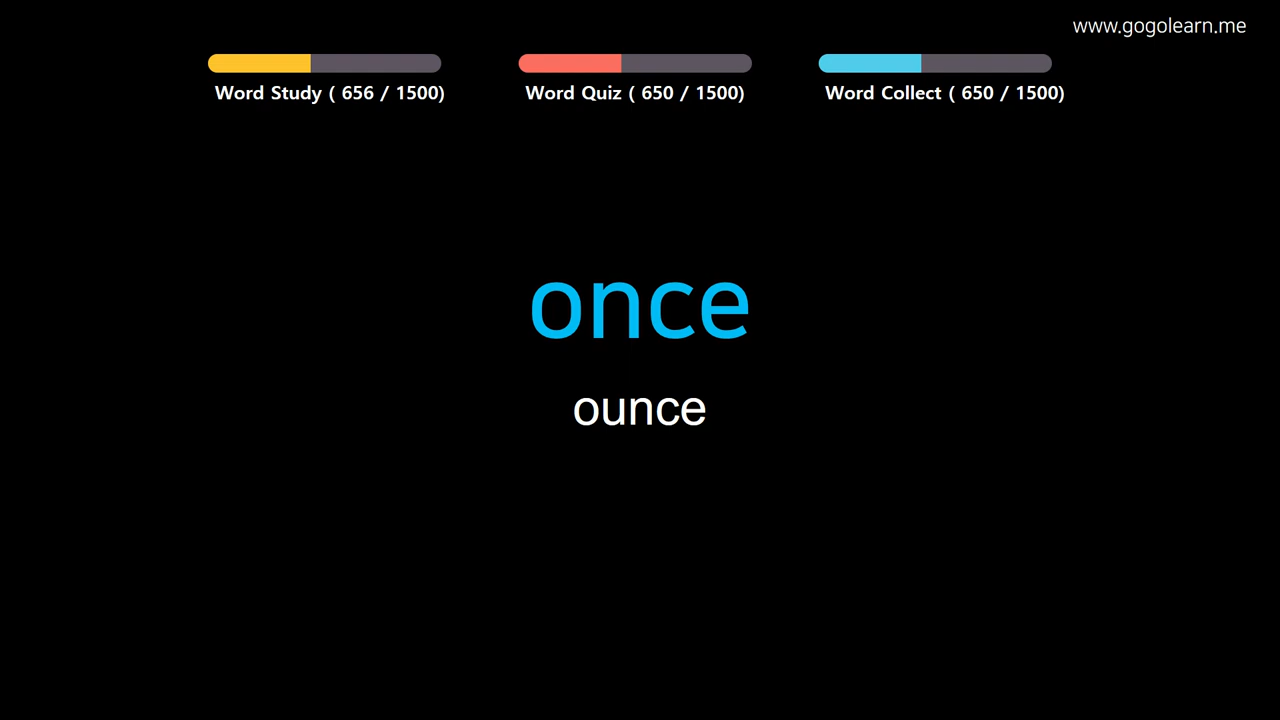 www.gogolearn.me
Word Study ( 656 / 1500)
Word Quiz ( 650 / 1500)
Word Collect ( 650 / 1500)
once
ounce